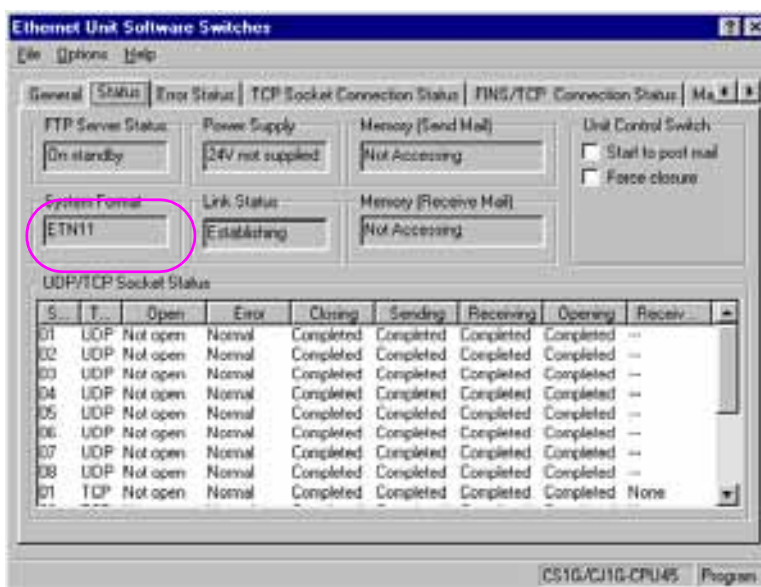 Ethernet Unit Software Switches
File Options Help
General Status Error Status TCP Socket Connection Status FINS/TCP Connection Status Ma
FTP Server Status Power Supply Memory (Send Mail) Unit Control Switch
On standby 24V not supplied Not Accessing Start to post mail
Force closure
System Format Link Status Memory (Receive Mail)
ETN11 Establishing Not Accessing
UDP/TCP Socket Status
S... T... Open Error Closing Sending Receiving Opening Receiv...
01 UDP Not open Normal Completed Completed Completed Completed ---
02 UDP Not open Normal Completed Completed Completed Completed ---
03 UDP Not open Normal Completed Completed Completed Completed ---
04 UDP Not open Normal Completed Completed Completed Completed ---
05 UDP Not open Normal Completed Completed Completed Completed ---
06 UDP Not open Normal Completed Completed Completed Completed ---
07 UDP Not open Normal Completed Completed Completed Completed ---
08 UDP Not open Normal Completed Completed Completed Completed ---
01 TCP Not open Normal Completed Completed Completed Completed None
CS1G/CJ1G-CPU45 Program